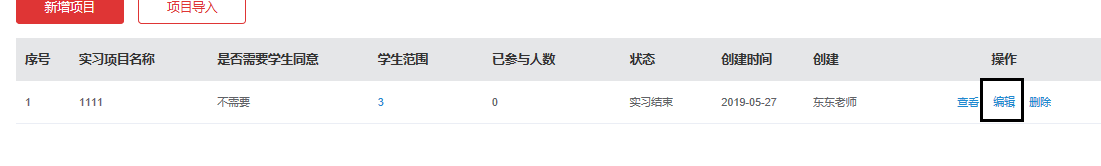 新增项目 项目导入
序号 实习项目名称 是否需要学生同意 学生范围 已参与人数 状态 创建时间 创建 操作
1 1111 不需要 3 0 实习结束 2019-05-27 东东老师 查看 编辑 删除